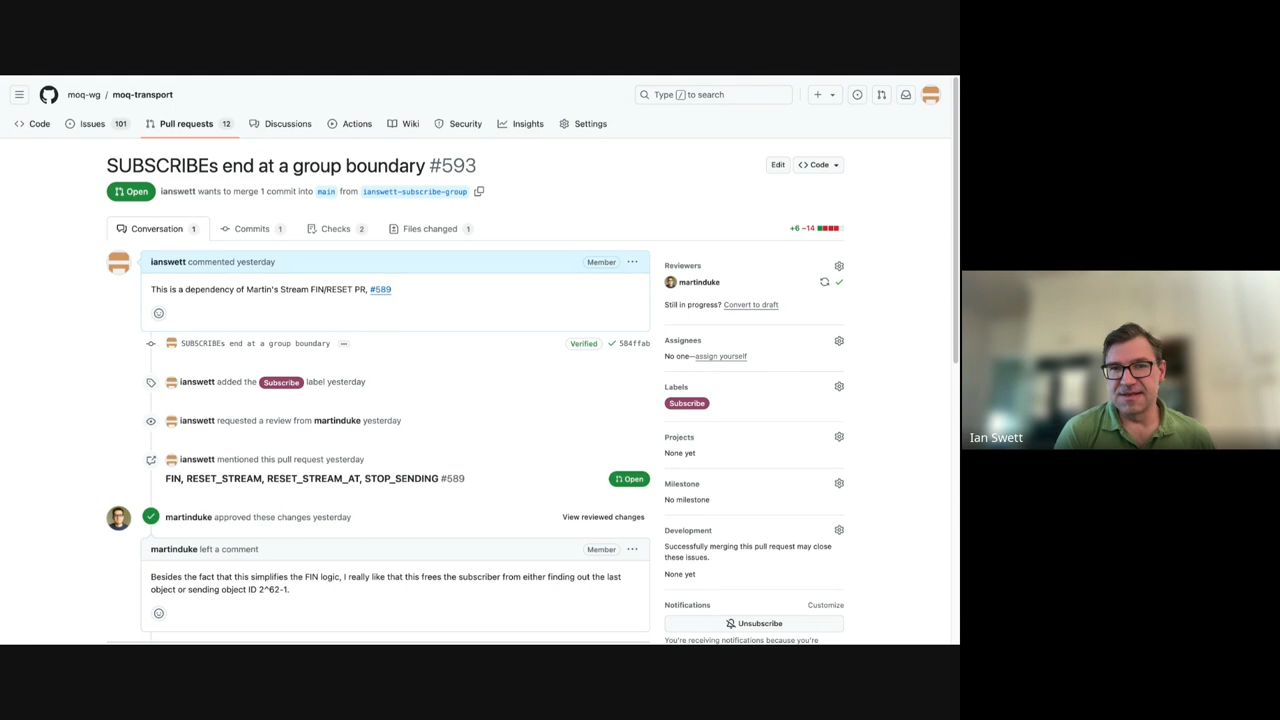 moq-wg / moq-transport
Type / to search
Code
Issues 101
Pull requests 12
Discussions
Actions
Wiki
Security
Insights
Settings
SUBSCRIBEs end at a group boundary #593
Edit
<> Code
Open
ianswett wants to merge 1 commit into main from ianswett-subscribe-group
Conversation 1
Commits 1
Checks 2
Files changed 1
+6 −14
ianswett commented yesterday
Member
This is a dependency of Martin's Stream FIN/RESET PR, #589
SUBSCRIBEs end at a group boundary
Verified
584ffab
ianswett added the Subscribe label yesterday
ianswett requested a review from martinduke yesterday
ianswett mentioned this pull request yesterday
FIN, RESET_STREAM, RESET_STREAM_AT, STOP_SENDING #589
Open
martinduke approved these changes yesterday
View reviewed changes
martinduke left a comment
Member
Besides the fact that this simplifies the FIN logic, I really like that this frees the subscriber from either finding out the last
object or sending object ID 2^62-1.
Reviewers
martinduke
Still in progress? Convert to draft
Assignees
No one—assign yourself
Labels
Subscribe
Projects
None yet
Milestone
No milestone
Development
Successfully merging this pull request may close
these issues.
None yet
Notifications
Customize
Unsubscribe
You're receiving notifications because you're
Ian Swett